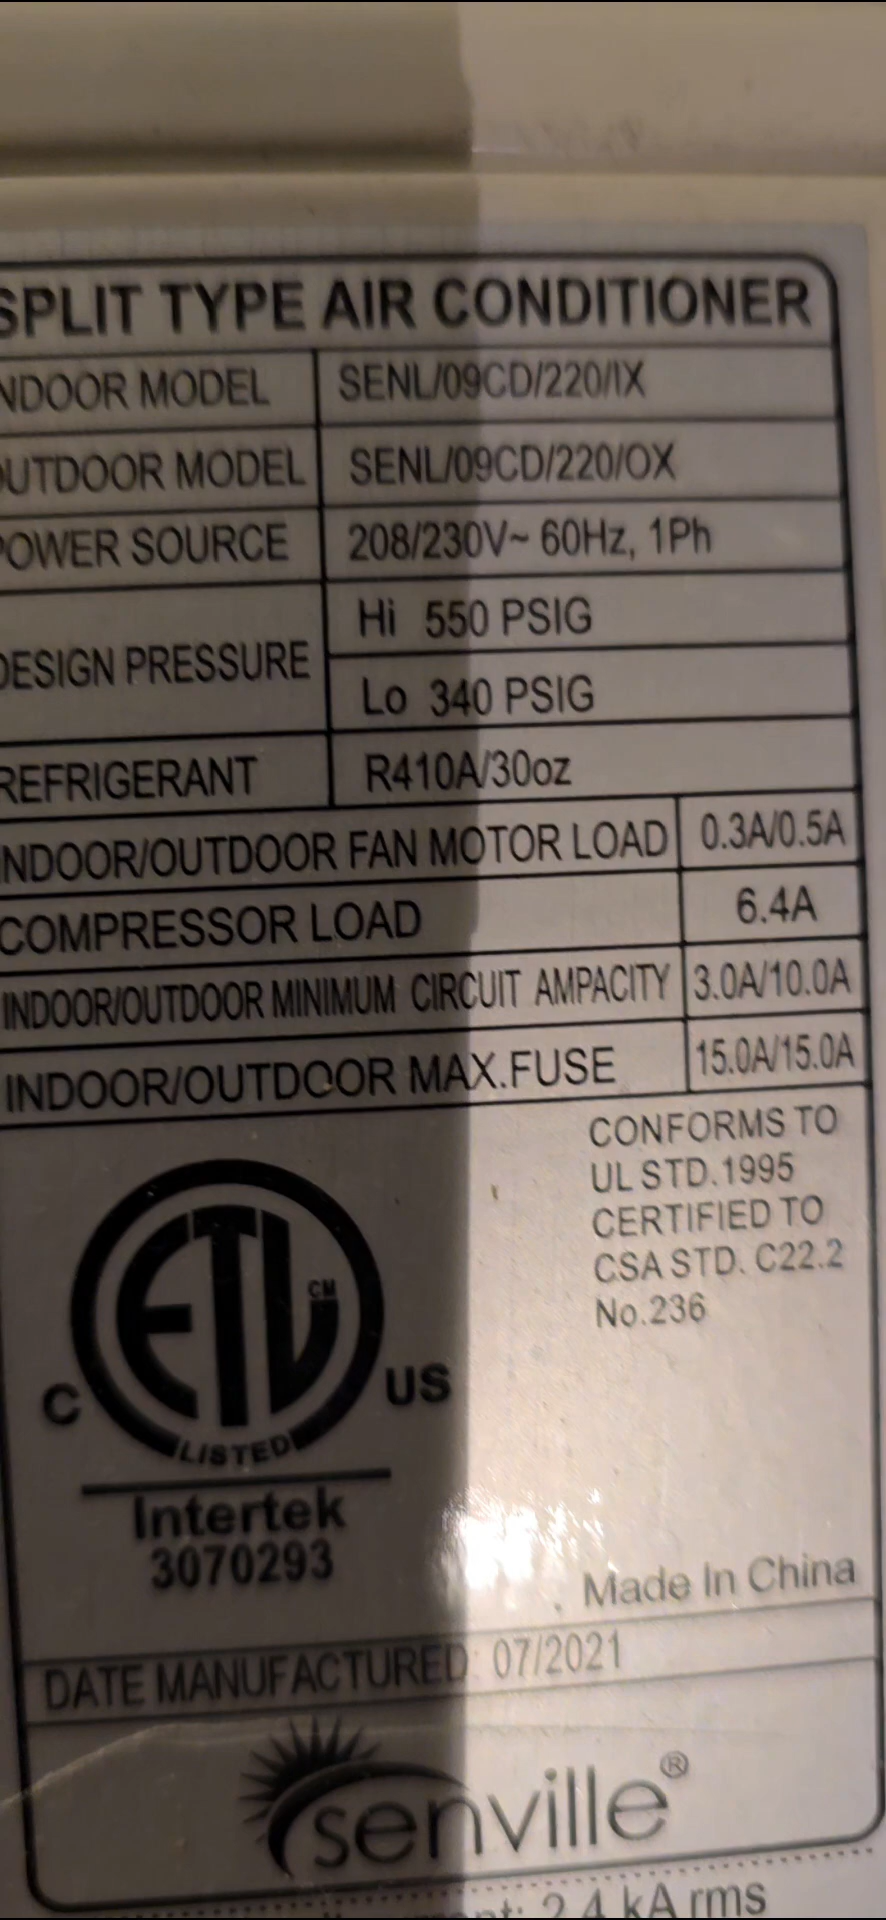 SPLIT TYPE AIR CONDITIONER
NDOOR MODEL SENL/09CD/220/IX
OUTDOOR MODEL SENL/09CD/220/OX
POWER SOURCE 208/230V~ 60Hz, 1Ph
DESIGN PRESSURE
Hi 550 PSIG
Lo 340 PSIG
REFRIGERANT R410A/30oz
INDOOR/OUTDOOR FAN MOTOR LOAD 0.3A/0.5A
COMPRESSOR LOAD 6.4A
INDOOR/OUTDOOR MINIMUM CIRCUIT AMPACITY 3.0A/10.0A
INDOOR/OUTDOOR MAX.FUSE 15.0A/15.0A
CONFORMS TO
UL STD.1995
CERTIFIED TO
CSA STD. C22.2
No.236
ETL CM
C US
LISTED
Intertek
3070293
Made In China
DATE MANUFACTURED: 07/2021
senville®
2.4 kA rms